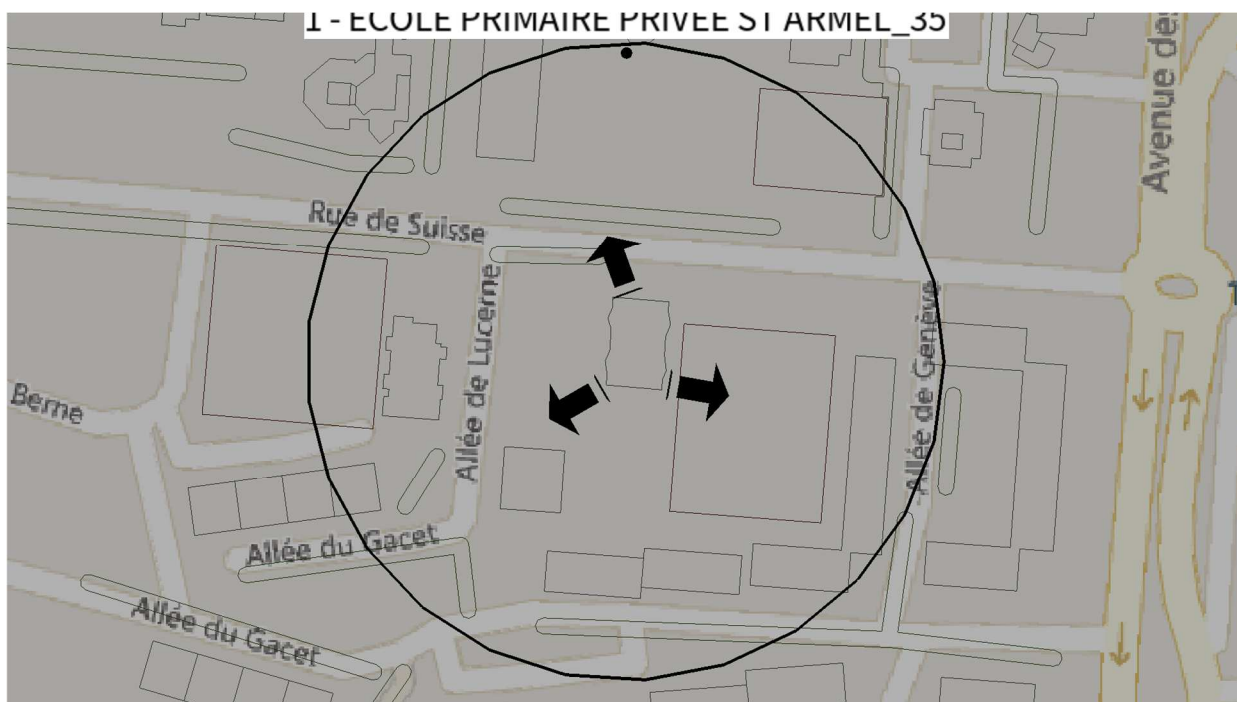 1 - ECOLE PRIMAIRE PRIVEE ST ARMEL_35
Avenue des
Rue de Suisse
Allée de Lucerne
Allée de Genève
Berne
Allée du Gacet
Allée du Gacet